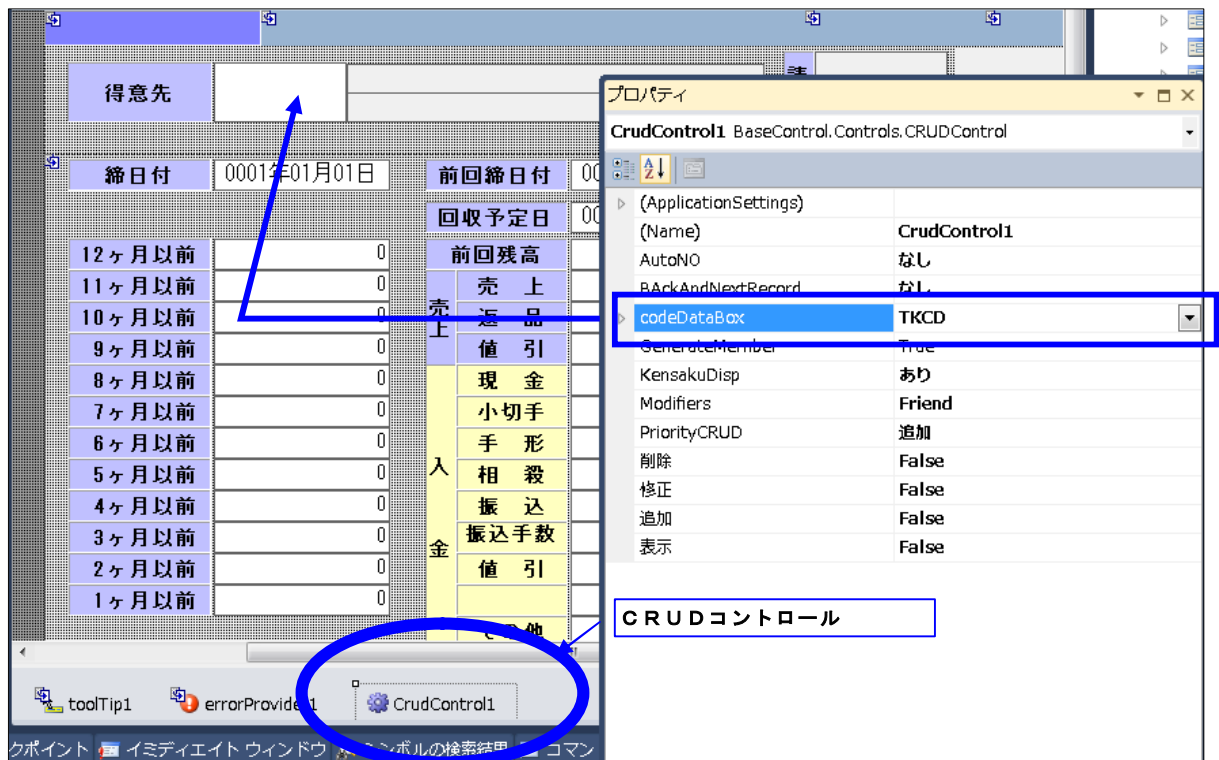 得意先
締日付 0001年01月01日 前回締日付 00
回収予定日 00
12ヶ月以前 0 前回残高
11ヶ月以前 0 売上
10ヶ月以前 0 返品
売上
9ヶ月以前 0 値引
8ヶ月以前 0 現金
7ヶ月以前 0 小切手
6ヶ月以前 0 手形
5ヶ月以前 0 相殺
入金
4ヶ月以前 0 振込
3ヶ月以前 0 振込手数
2ヶ月以前 0 値引
1ヶ月以前 0
その他
toolTip1 errorProvider1 CrudControl1
クポイント イミディエイト ウィンドウ シンボルの検索結果 コマン
プロパティ
CrudControl1 BaseControl.Controls.CRUDControl
(ApplicationSettings)
(Name) CrudControl1
AutoNO なし
BAckAndNextRecord なし
codeDataBox TKCD
GenerateMember True
KensakuDisp あり
Modifiers Friend
PriorityCRUD 追加
削除 False
修正 False
追加 False
表示 False
CRUDコントロール